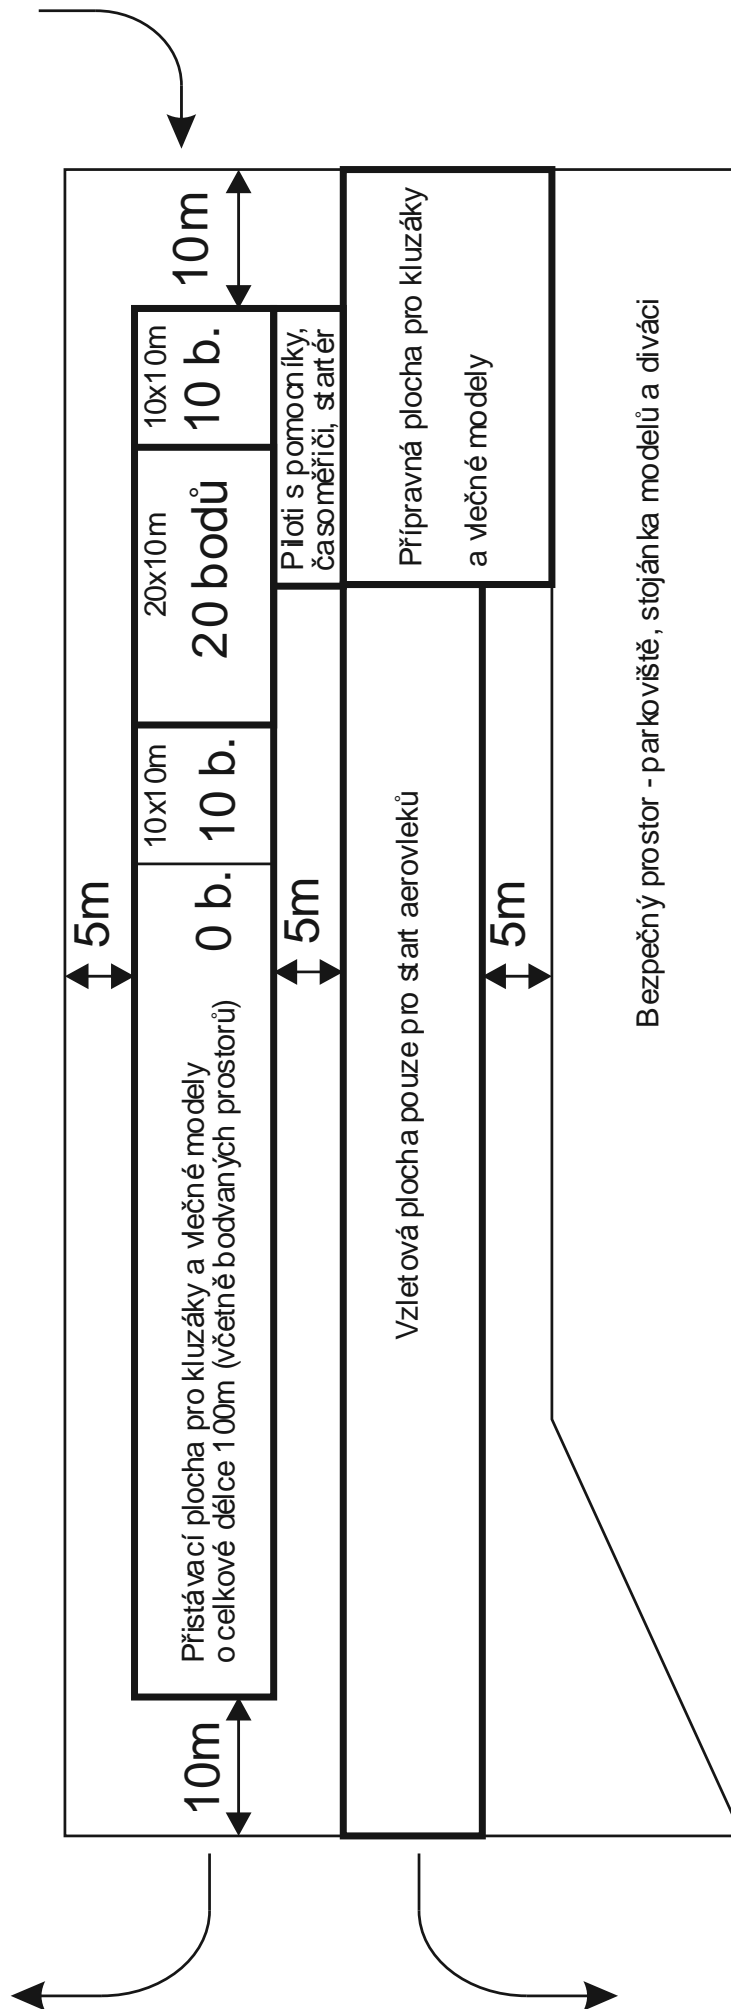 10m
10x10m
10 b.
20x10m
20 bodů
10x10m
10 b.
0 b.
5m
Přistávací plocha pro kluzáky a vlečné modely
o celkové délce 100m (včetně bodvaných prostorů)
10m
Piloti s pomocníky,
časoměřiči, startér
5m
Přípravná plocha pro kluzáky
a vlečné modely
Vzletová plocha pouze pro start aerovleků
5m
Bezpečný prostor - parkoviště, stojánka modelů a diváci